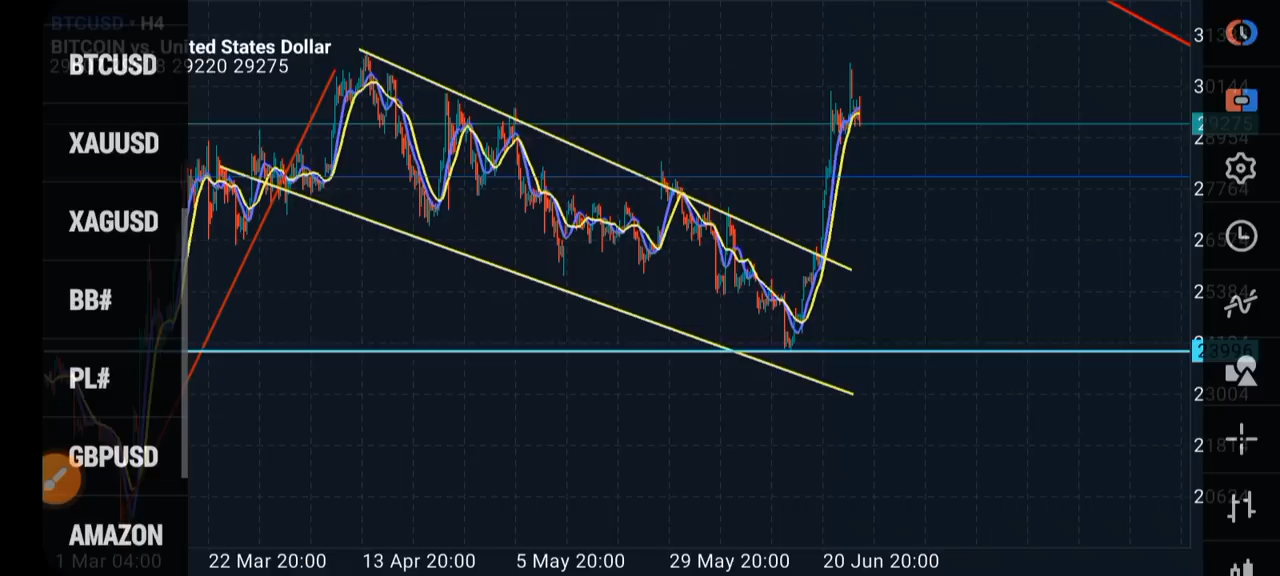 BTCUSD • H4
BITCOIN vs. United States Dollar
29220 29275
BTCUSD
XAUUSD
XAGUSD
BB#
PL#
GBPUSD
AMAZON
30144
29275
28954
27764
25384
23996
23004
1 Mar 04:00
22 Mar 20:00
13 Apr 20:00
5 May 20:00
29 May 20:00
20 Jun 20:00